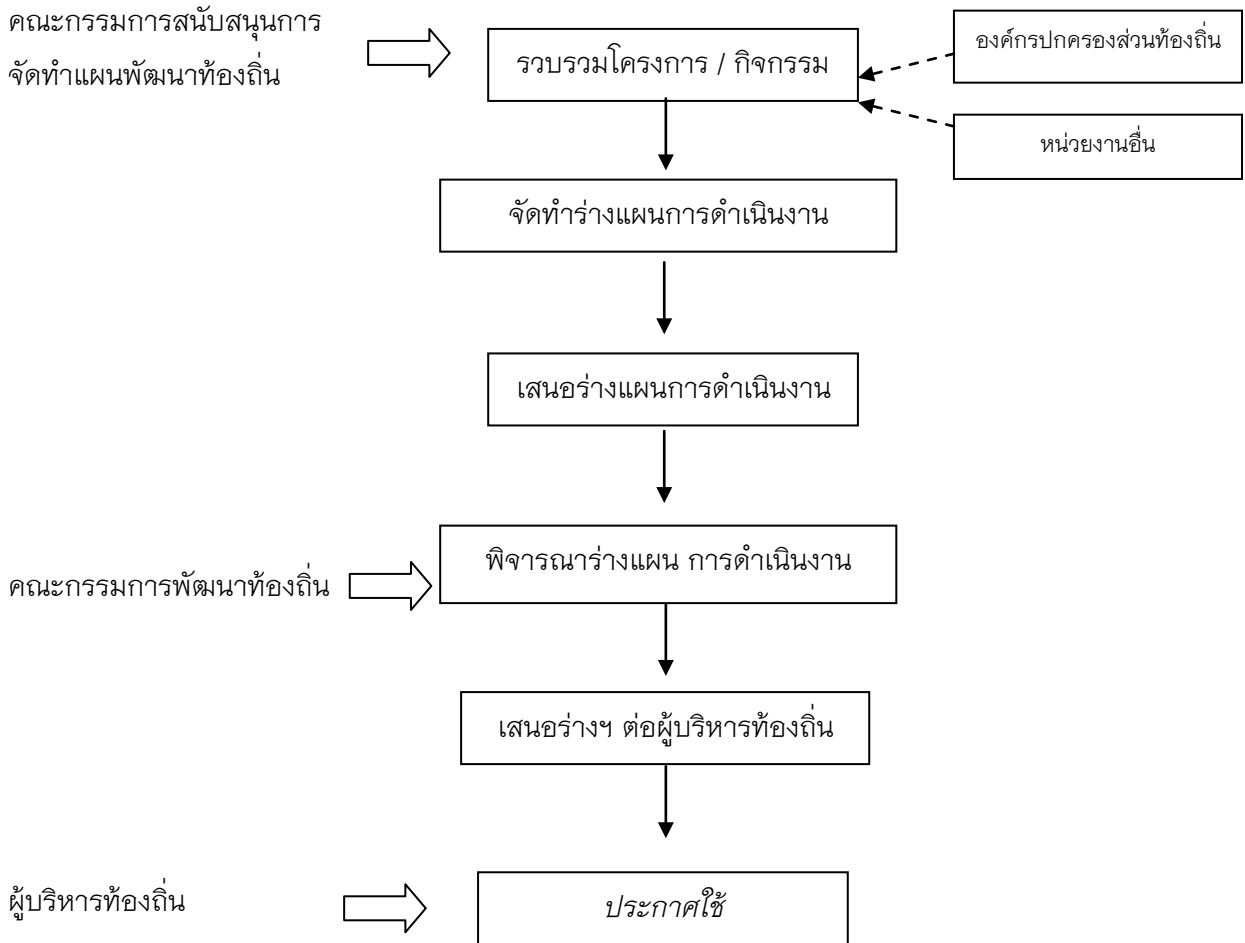 คณะกรรมการสนับสนุนการ
จัดทำแผนพัฒนาท้องถิ่น
รวบรวมโครงการ / กิจกรรม
องค์กรปกครองส่วนท้องถิ่น
หน่วยงานอื่น
จัดทำร่างแผนการดำเนินงาน
เสนอร่างแผนการดำเนินงาน
พิจารณาร่างแผน การดำเนินงาน
คณะกรรมการพัฒนาท้องถิ่น
เสนอร่างฯ ต่อผู้บริหารท้องถิ่น
ผู้บริหารท้องถิ่น
ประกาศใช้